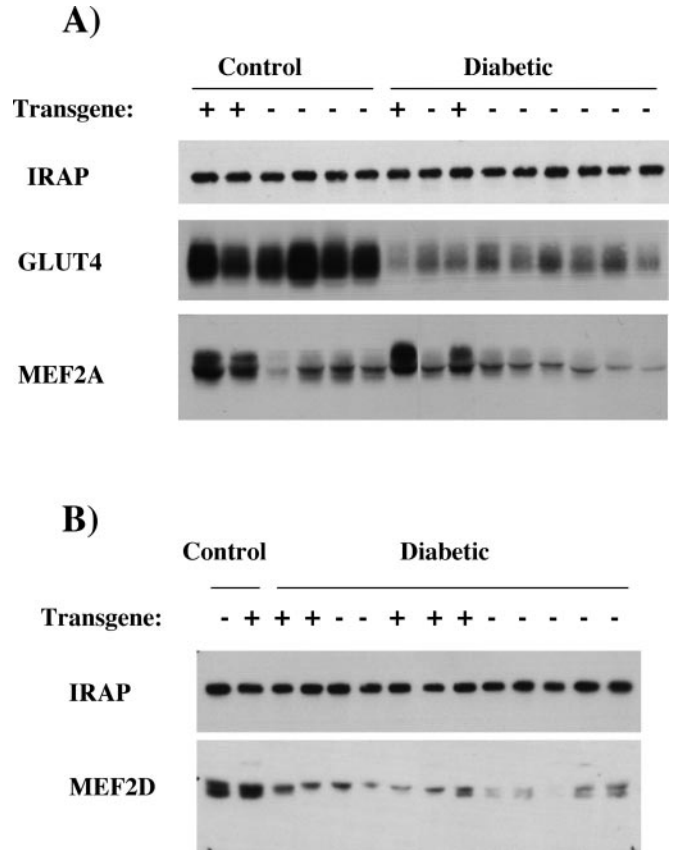 A)
Control Diabetic
Transgene: + + - - - - + - + - - - - - -
IRAP
GLUT4
MEF2A
B)
Control Diabetic
Transgene: - + + + - - + + + - - - - -
IRAP
MEF2D